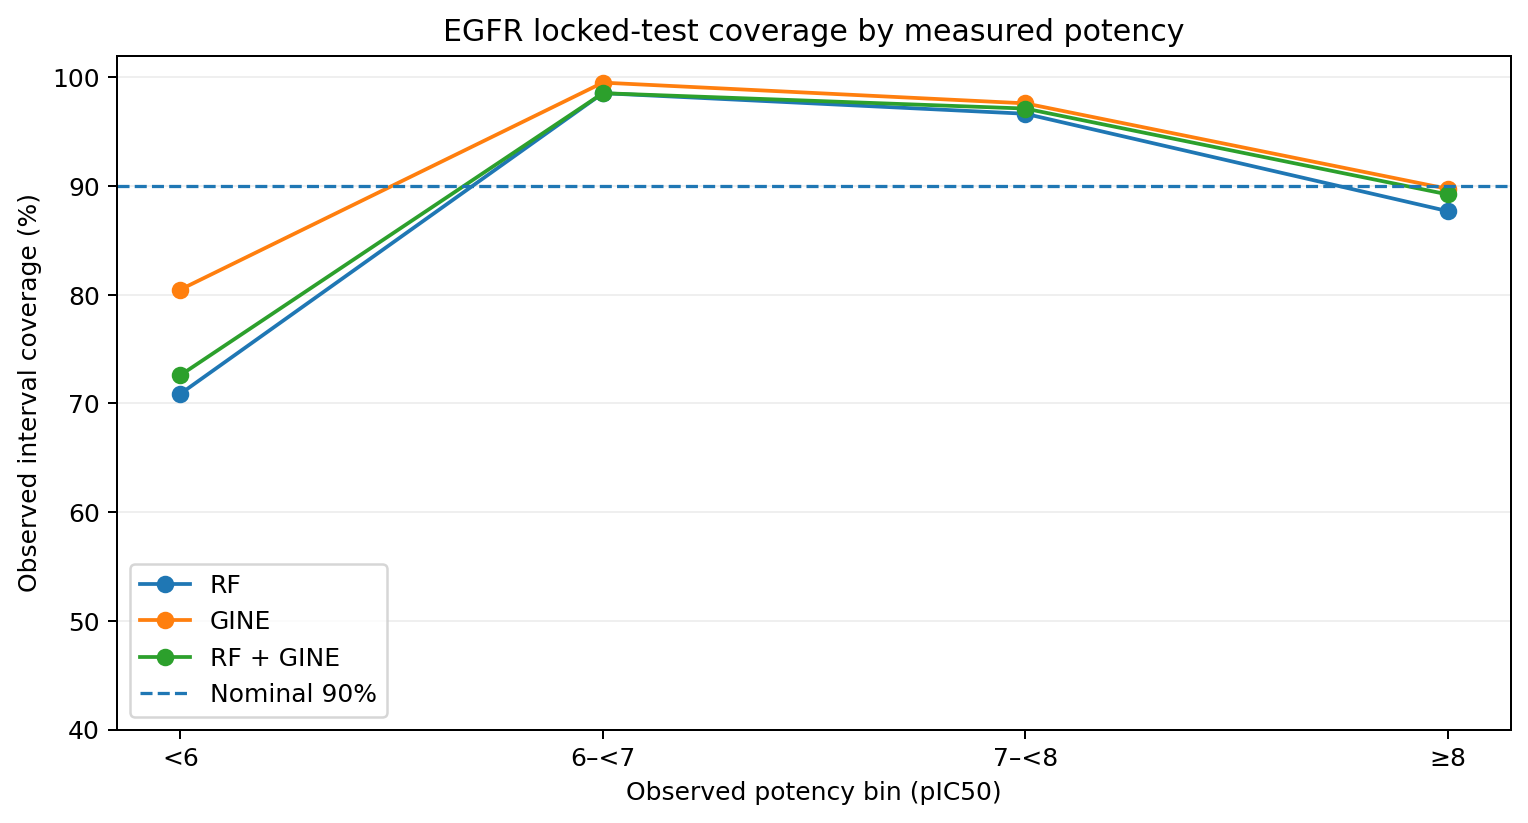 EGFR locked-test coverage by measured potency
Observed interval coverage (%)
100
90
80
70
60
50
40
RF
GINE
RF + GINE
Nominal 90%
<6
6–<7
7–<8
≥8
Observed potency bin (pIC50)